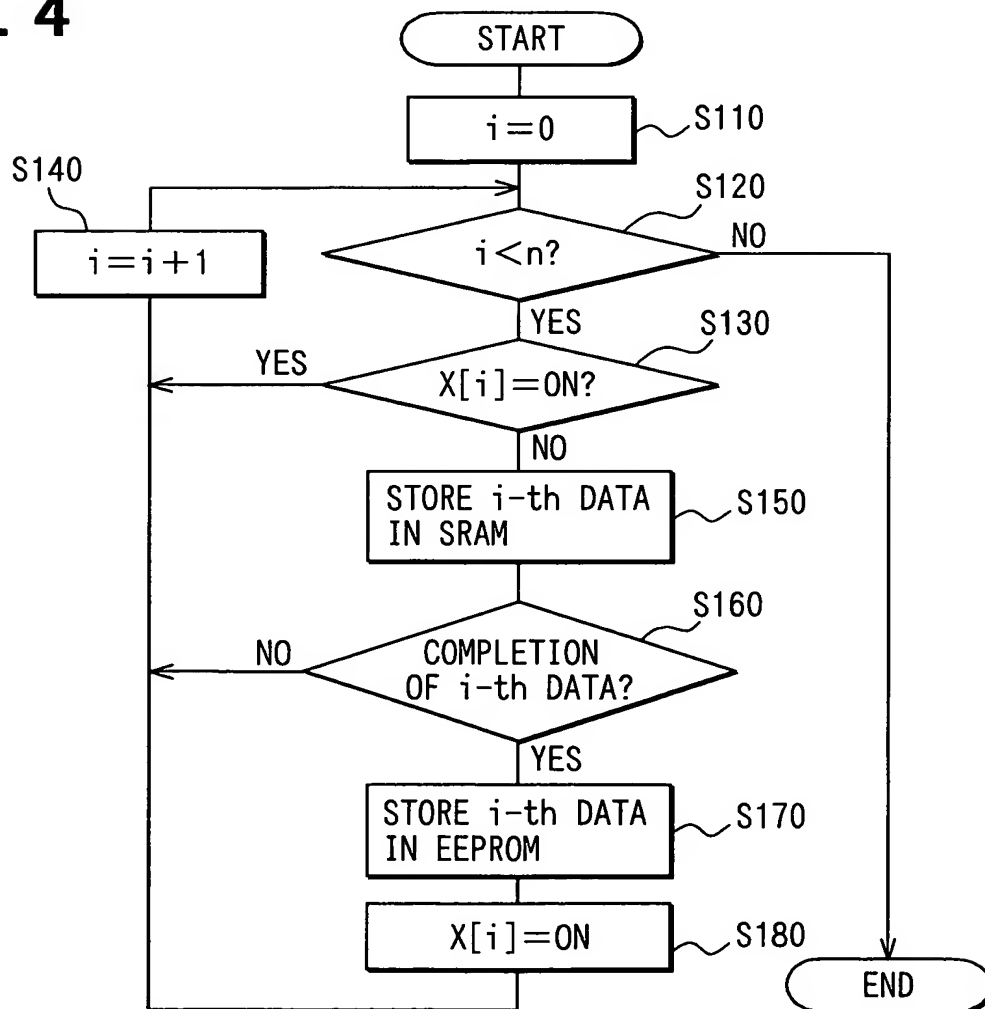 . 4
START
i=0
S110
S140
i=i+1
S120
i<n?
NO
YES
S130
X[i]=ON?
YES
NO
STORE i-th DATA
IN SRAM
S150
S160
COMPLETION
OF i-th DATA?
NO
YES
STORE i-th DATA
IN EEPROM
S170
X[i]=ON
S180
END